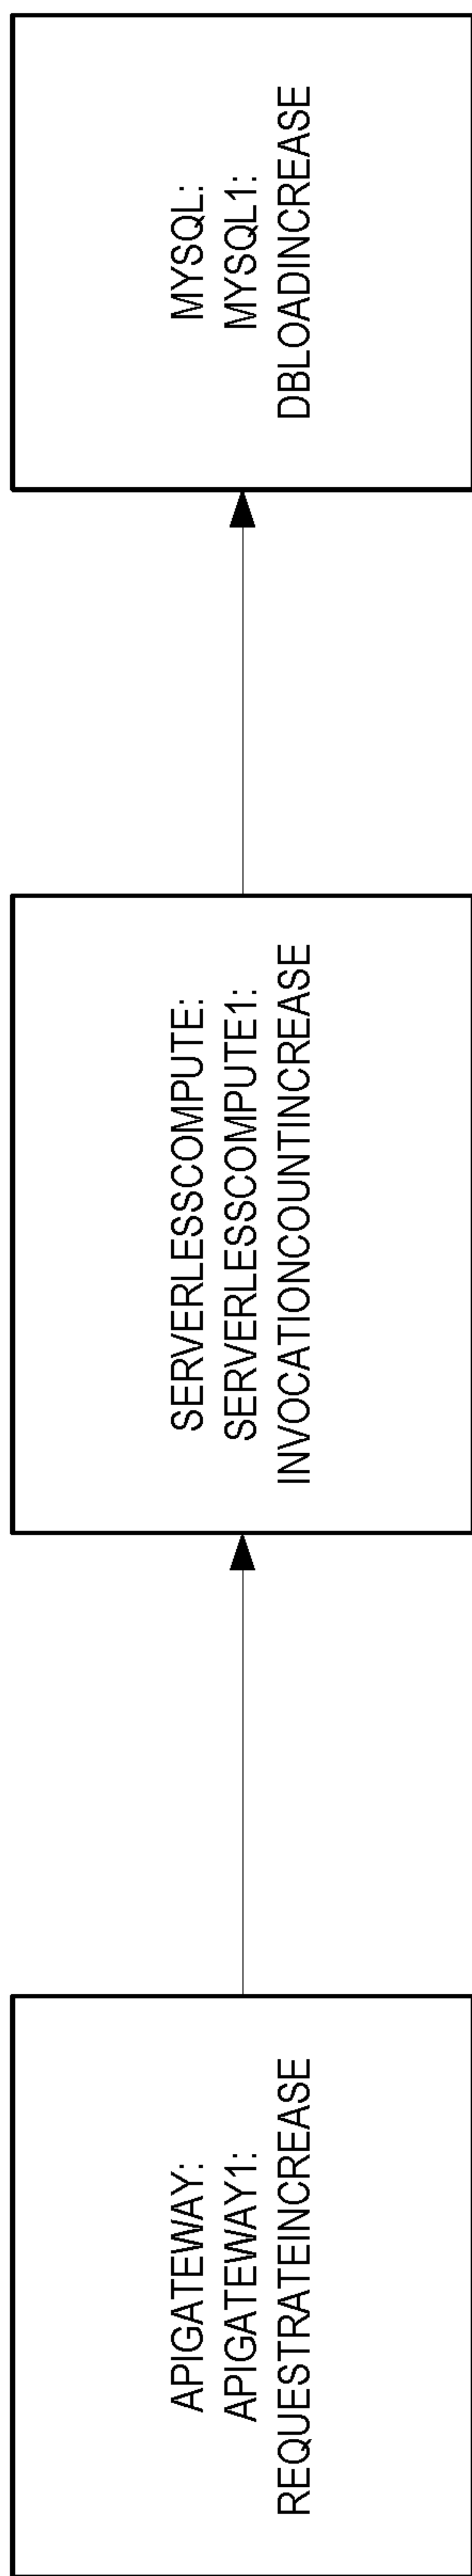 APIGATEWAY:
APIGATEWAY1:
REQUESTRATEINCREASE
SERVERLESSCOMPUTE:
SERVERLESSCOMPUTE1:
INVOCATIONCOUNTINCREASE
MYSQL:
MYSQL1:
DBLOADINCREASE